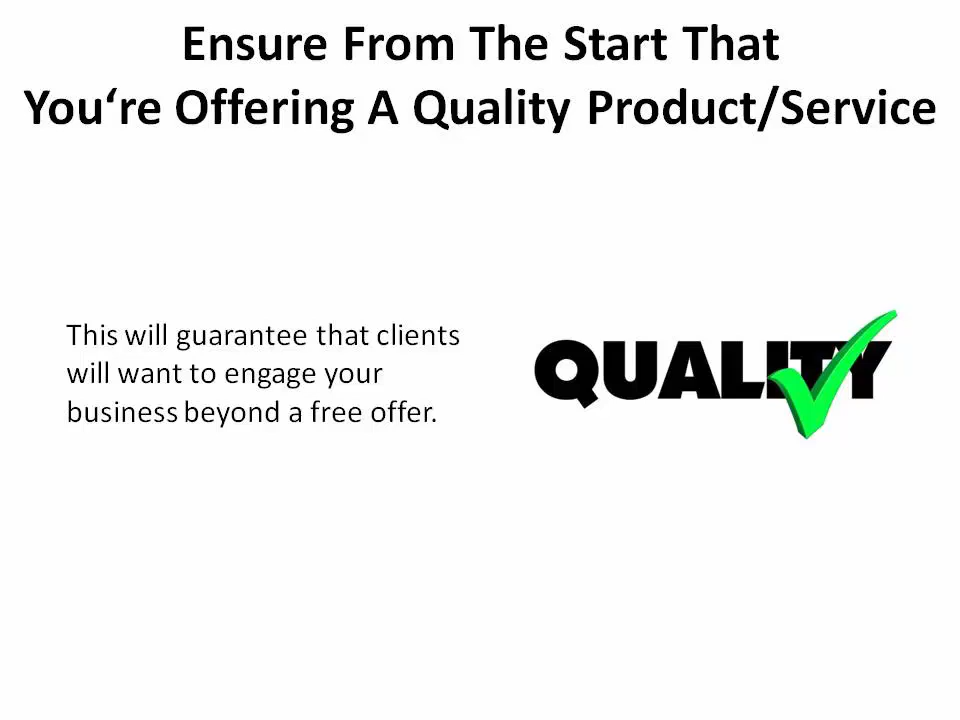 Ensure From The Start That
You‘re Offering A Quality Product/Service
This will guarantee that clients
will want to engage your
business beyond a free offer.
QUALITY